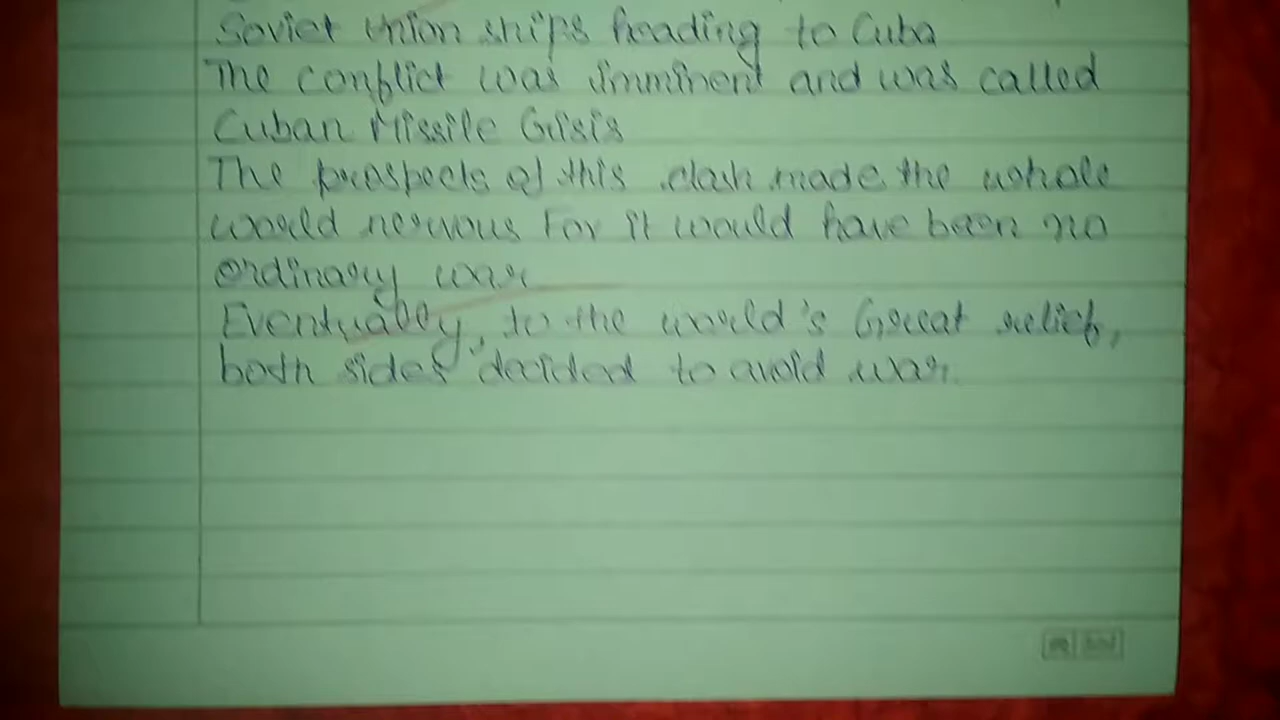 Soviet Union ships heading to Cuba
The conflict was imminent and was called
Cuban Missile Crisis
The prospects of this clash made the whole
world nervous For it would have been no
ordinary war
Eventually, to the world's Great relief,
both sides decided to avoid war.